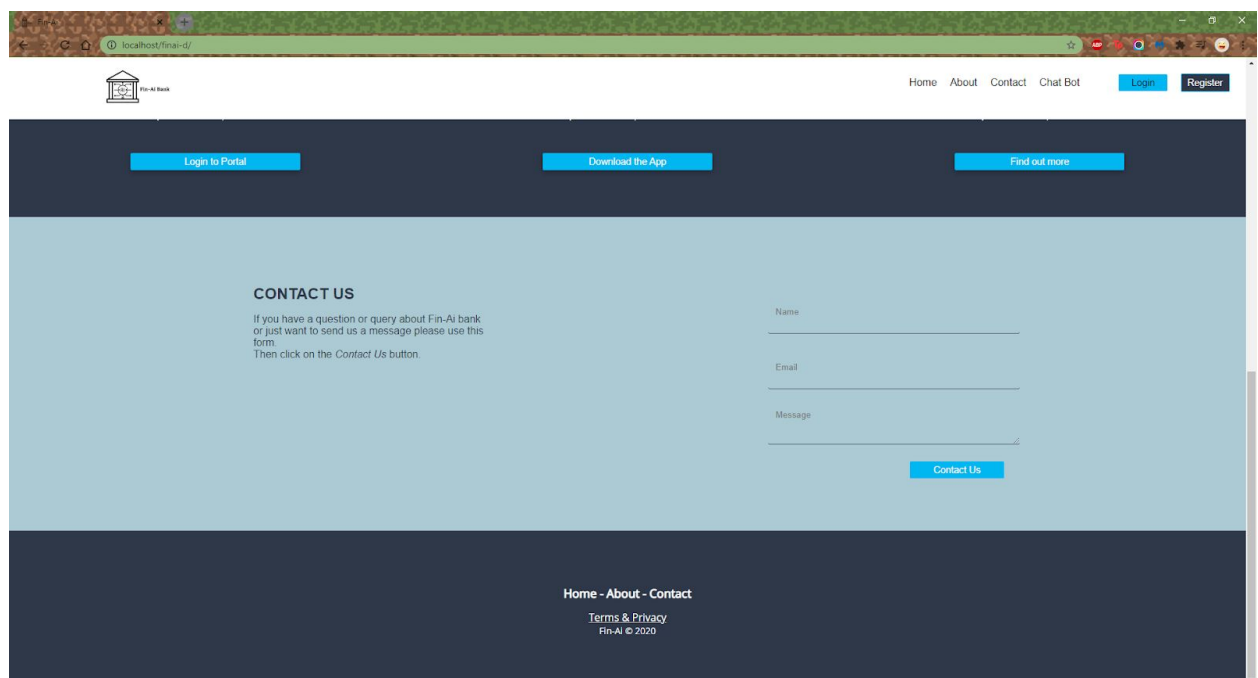 Fin-Ai
localhost/finai-d/
ABP
Fin-Ai Bank
Home About Contact Chat Bot Login Register
Login to Portal Download the App Find out more
CONTACT US
If you have a question or query about Fin-Ai bank
or just want to send us a message please use this
form.
Then click on the Contact Us button.
Name
Email
Message
Contact Us
Home - About - Contact
Terms & Privacy
Fin-Ai © 2020